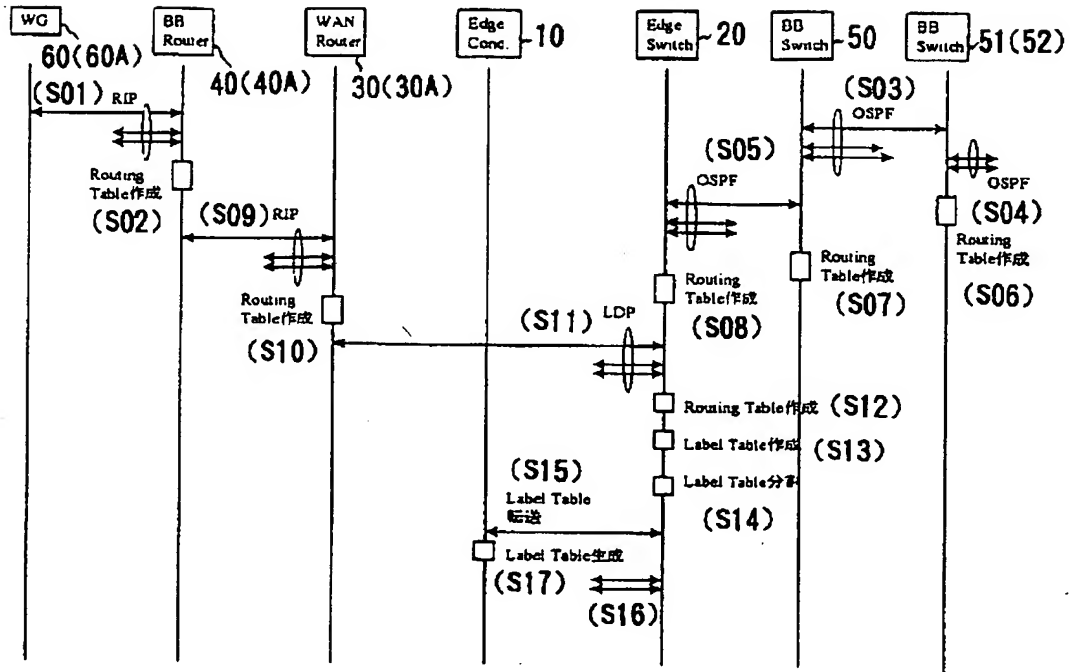 WG
BB
Router
WAN
Router
Edge
Conc.
10
Edge
Switch
20
BB
Switch
50
BB
Switch
51(52)
60(60A)
40(40A)
30(30A)
(S01)
RIP
(S03)
OSPF
(S05)
OSPF
OSPF
(S04)
Routing
Table作成
(S02)
(S09)
RIP
Routing
Table作成
(S06)
Routing
Table作成
(S07)
Routing
Table作成
(S08)
Routing
Table作成
(S10)
(S11)
LDP
Routing Table作成
(S12)
Label Table作成
(S13)
Label Table分割
(S14)
(S15)
Label Table
転送
Label Table生成
(S17)
(S16)